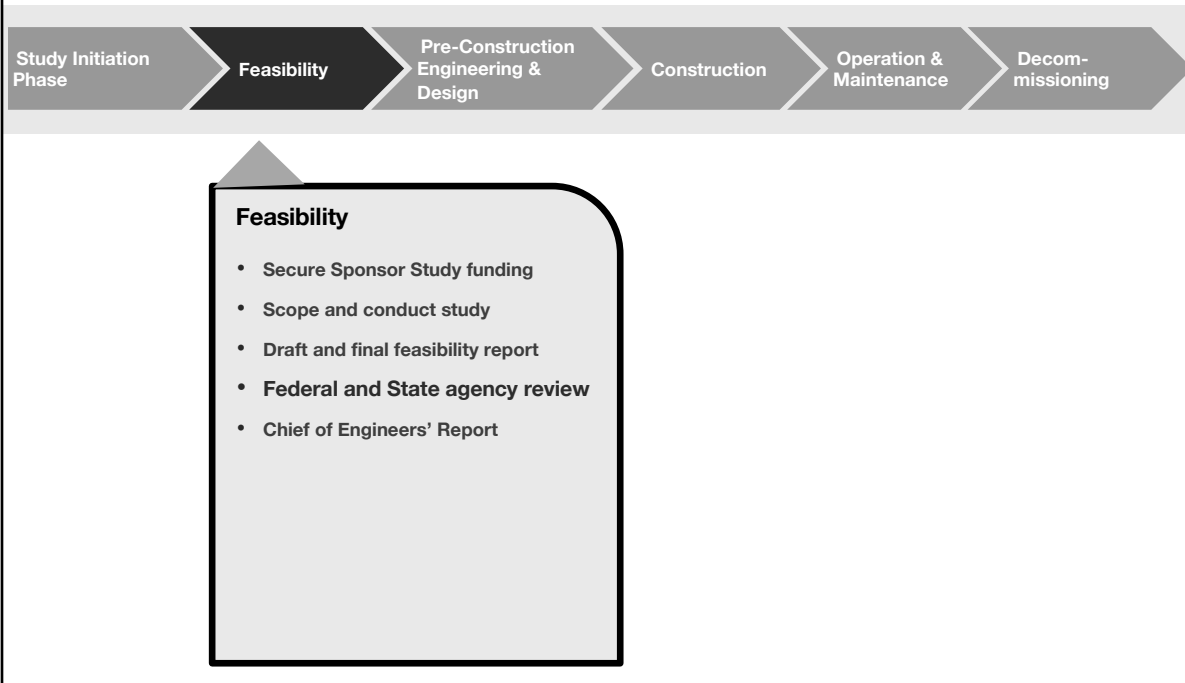 Study Initiation
Phase
Feasibility
Pre-Construction
Engineering &
Design
Construction
Operation &
Maintenance
Decom-
missioning
Feasibility
• Secure Sponsor Study funding
• Scope and conduct study
• Draft and final feasibility report
• Federal and State agency review
• Chief of Engineers' Report